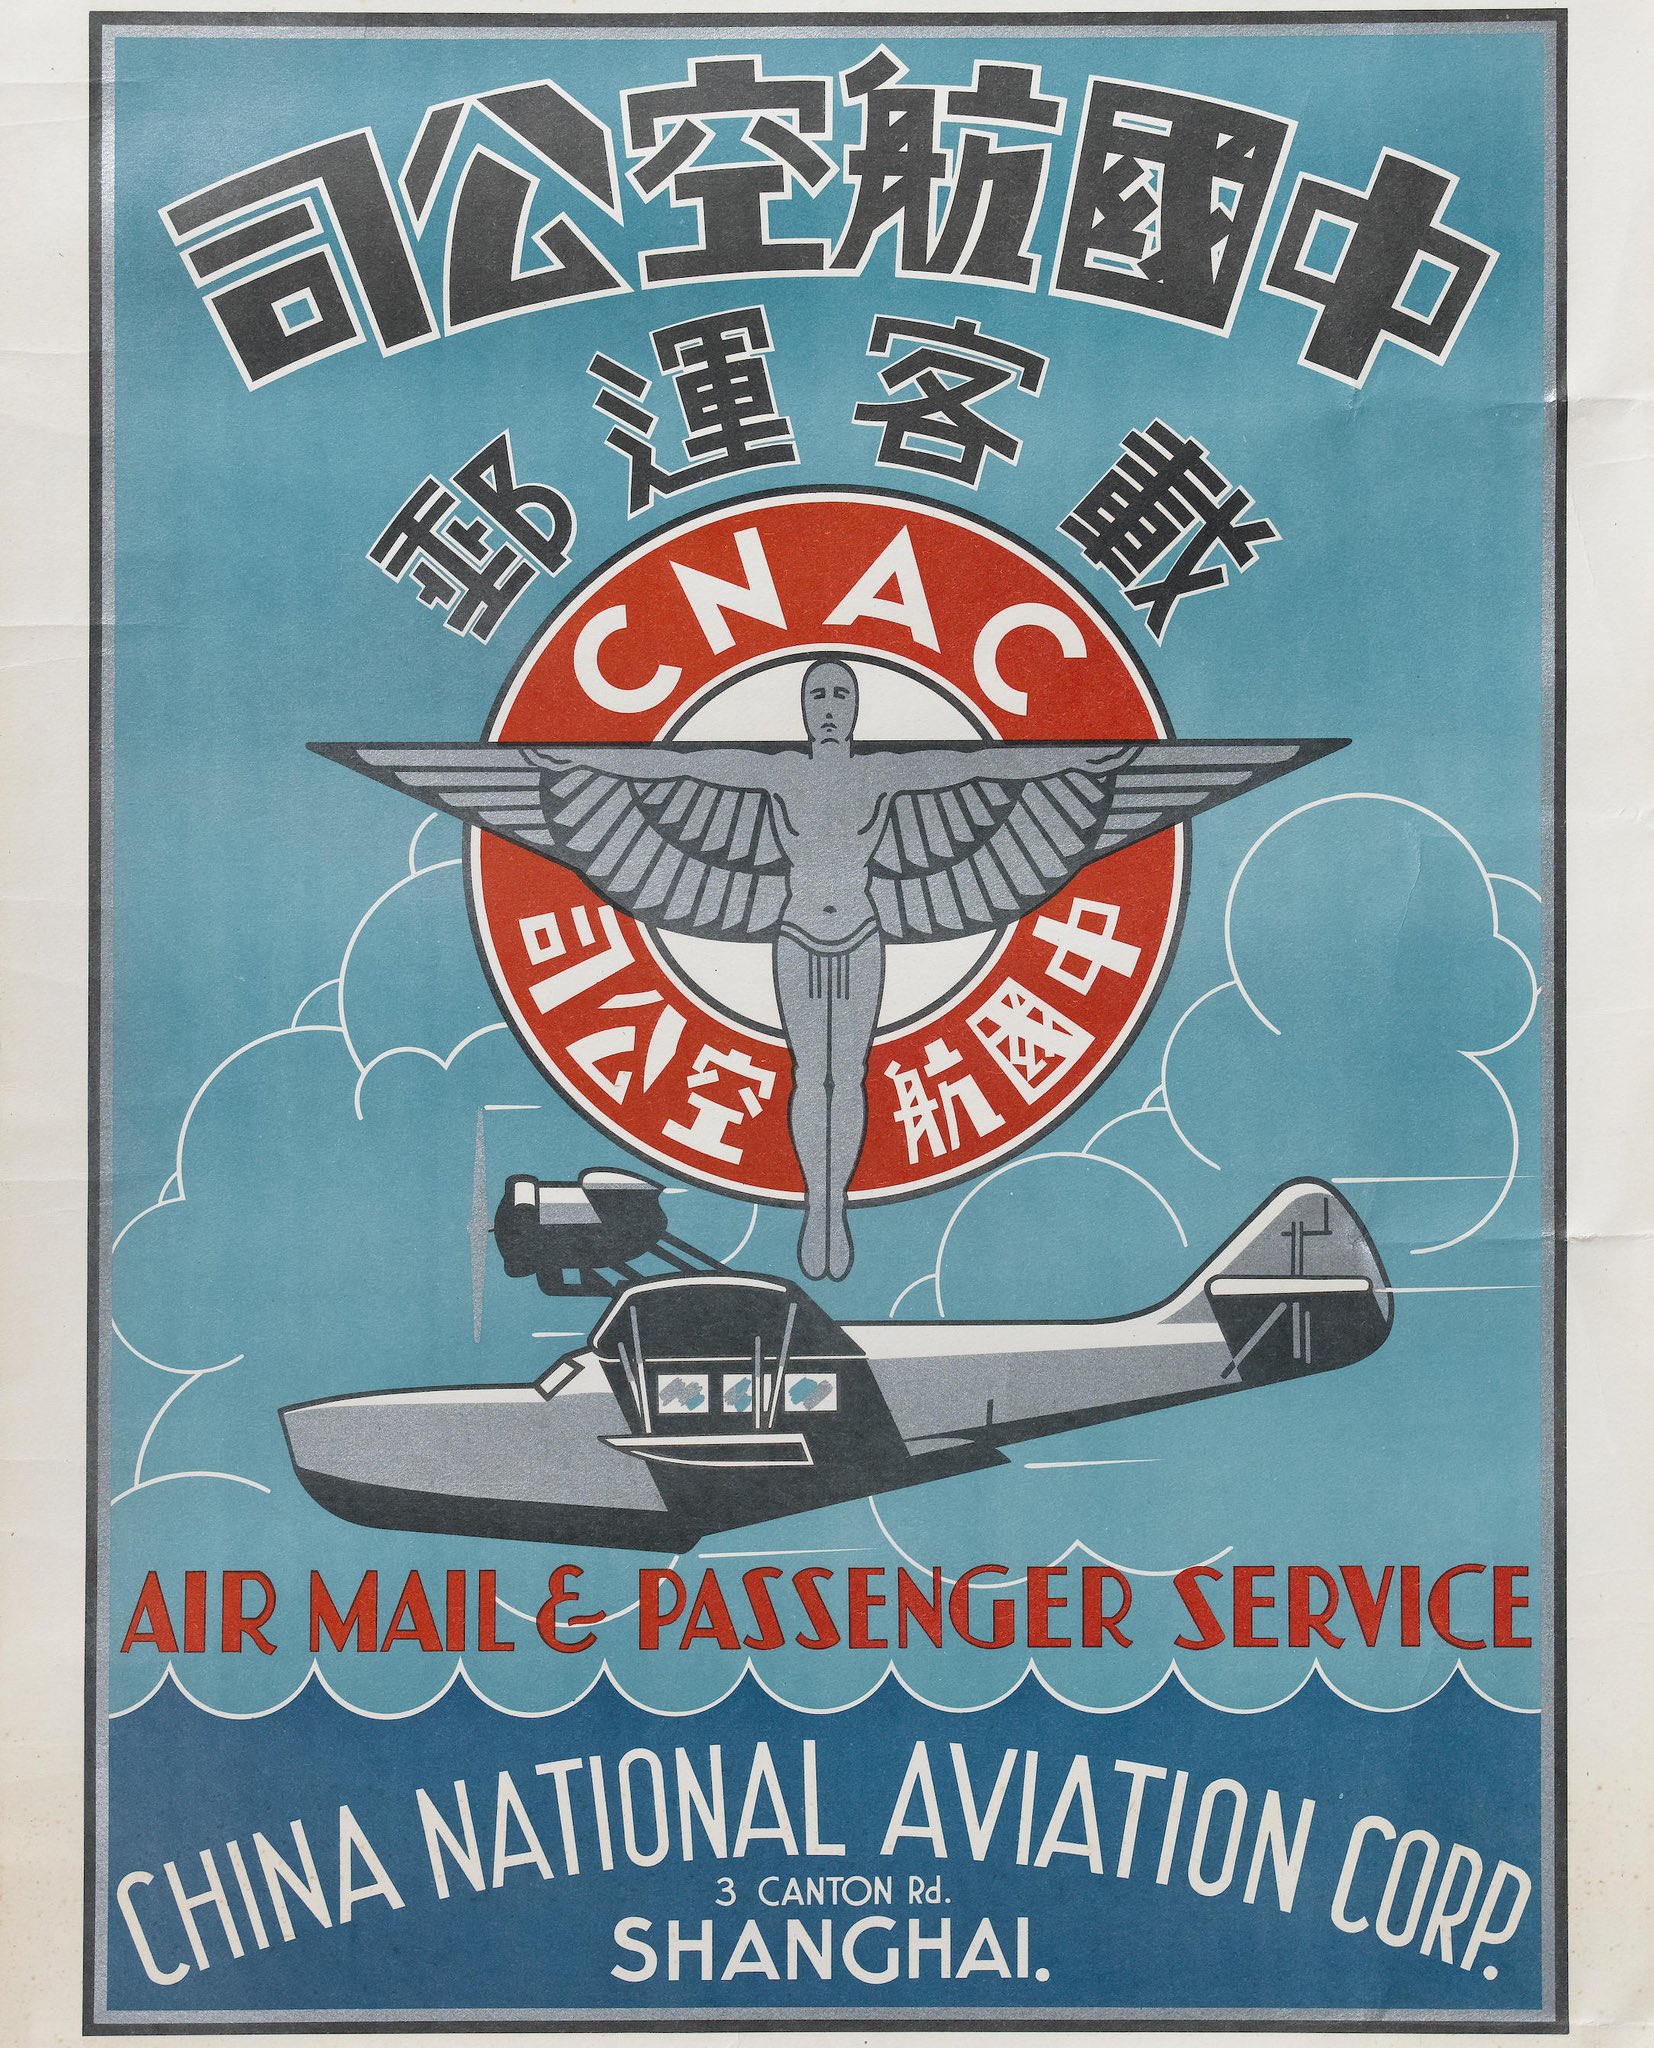 中國航空公司
載客運郵
CNAC
中國航空公司
AIR MAIL & PASSENGER SERVICE
CHINA NATIONAL AVIATION CORP.
3 CANTON Rd.
SHANGHAI.